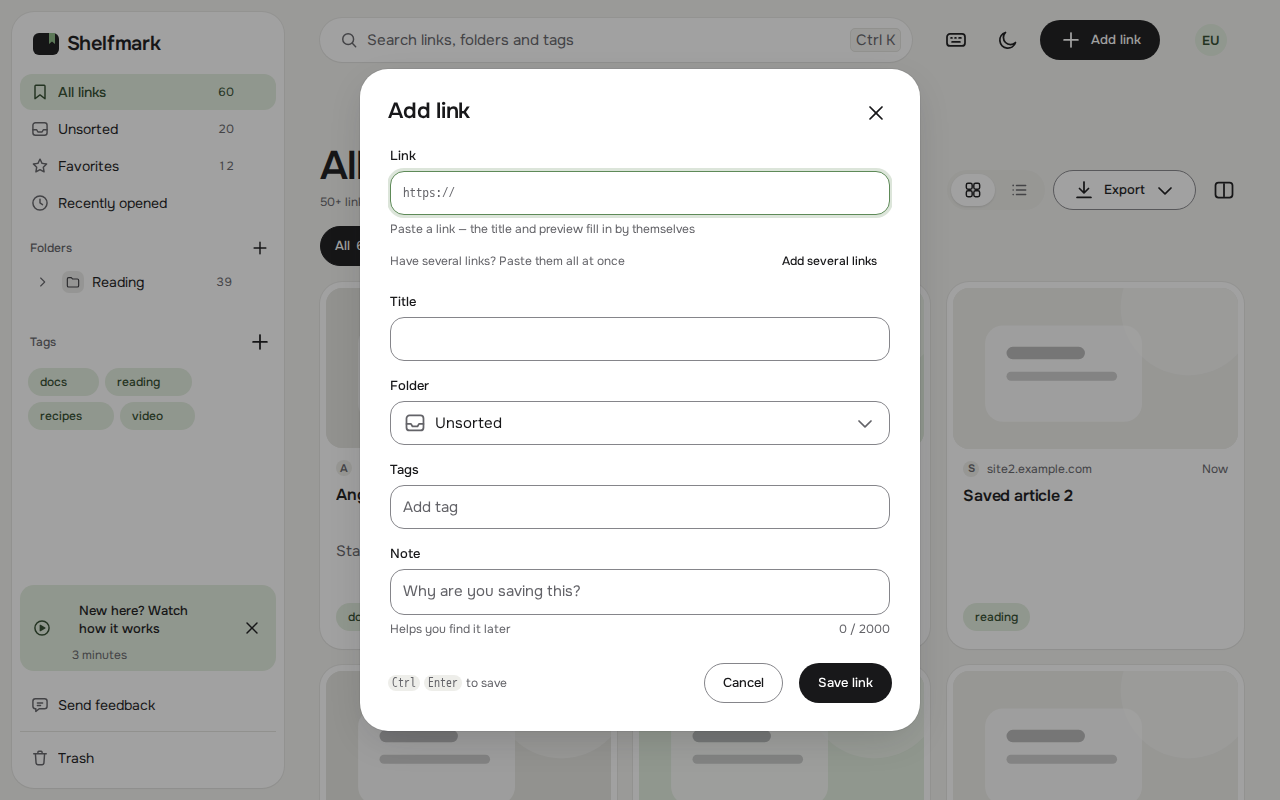 Shelfmark
Search links, folders and tags
Ctrl K
Add link
EU
All links 60
Unsorted 20
Favorites 12
Recently opened
Folders
Reading 39
Tags
docs
reading
recipes
video
New here? Watch
how it works
3 minutes
Send feedback
Trash
All
50+
Export
All
Add link
Link
https://
Paste a link — the title and preview fill in by themselves
Have several links? Paste them all at once
Add several links
Title
Folder
Unsorted
Tags
Add tag
Note
Why are you saving this?
Helps you find it later
0 / 2000
Ctrl Enter to save
Cancel
Save link
A
S site2.example.com Now
Saved article 2
reading